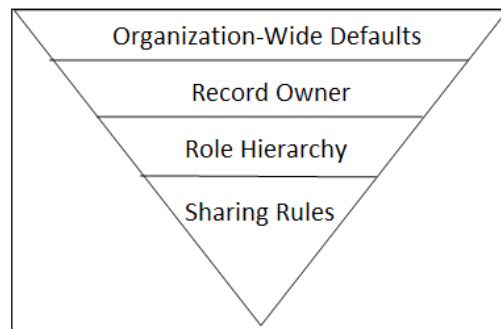 Organization-Wide Defaults
Record Owner
Role Hierarchy
Sharing Rules